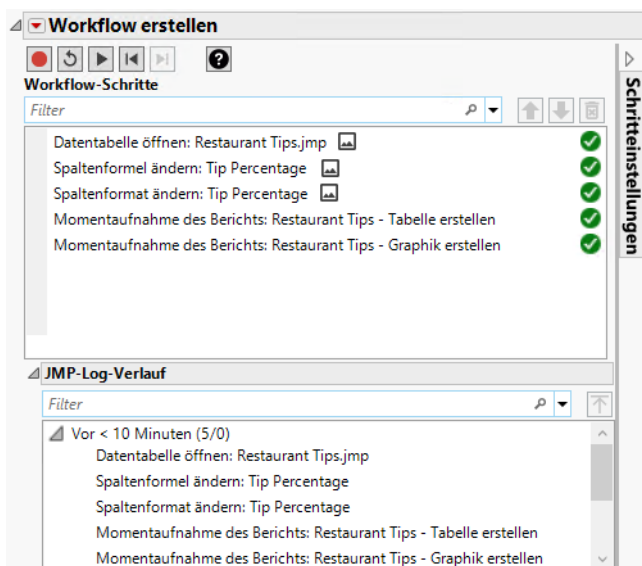 Workflow erstellen
Workflow-Schritte
Filter
Datentabelle öffnen: Restaurant Tips.jmp
Spaltenformel ändern: Tip Percentage
Spaltenformat ändern: Tip Percentage
Momentaufnahme des Berichts: Restaurant Tips - Tabelle erstellen
Momentaufnahme des Berichts: Restaurant Tips - Graphik erstellen
Schritteinstellungen
JMP-Log-Verlauf
Filter
Vor < 10 Minuten (5/0)
Datentabelle öffnen: Restaurant Tips.jmp
Spaltenformel ändern: Tip Percentage
Spaltenformat ändern: Tip Percentage
Momentaufnahme des Berichts: Restaurant Tips - Tabelle erstellen
Momentaufnahme des Berichts: Restaurant Tips - Graphik erstellen